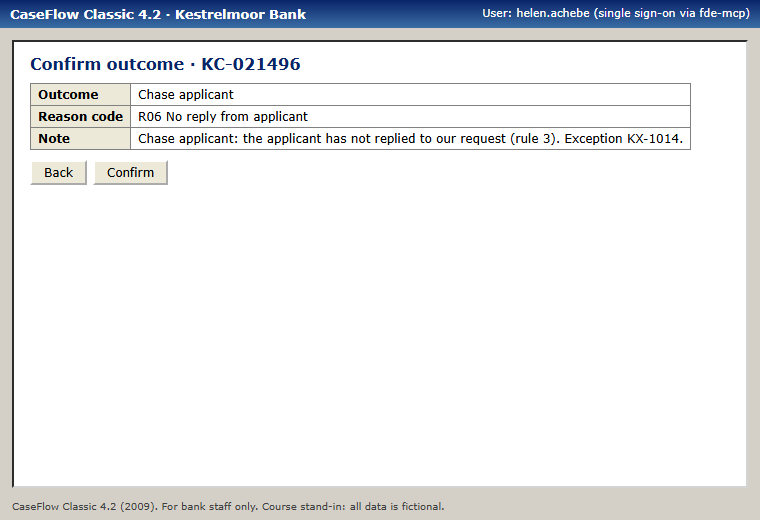 CaseFlow Classic 4.2 · Kestrelmoor Bank
User: helen.achebe (single sign-on via fde-mcp)
Confirm outcome · KC-021496
Outcome Chase applicant
Reason code R06 No reply from applicant
Note Chase applicant: the applicant has not replied to our request (rule 3). Exception KX-1014.
Back Confirm
CaseFlow Classic 4.2 (2009). For bank staff only. Course stand-in: all data is fictional.